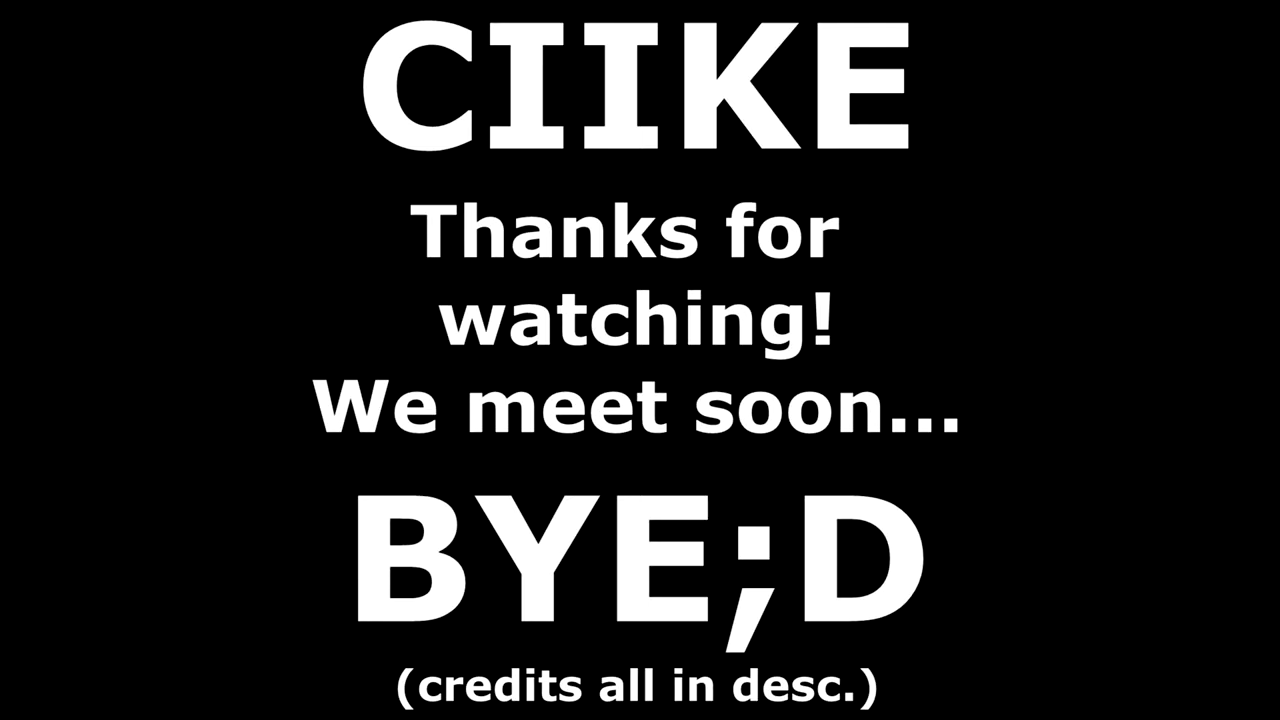 CIIKE
Thanks for
watching!
We meet soon...
BYE;D
(credits all in desc.)